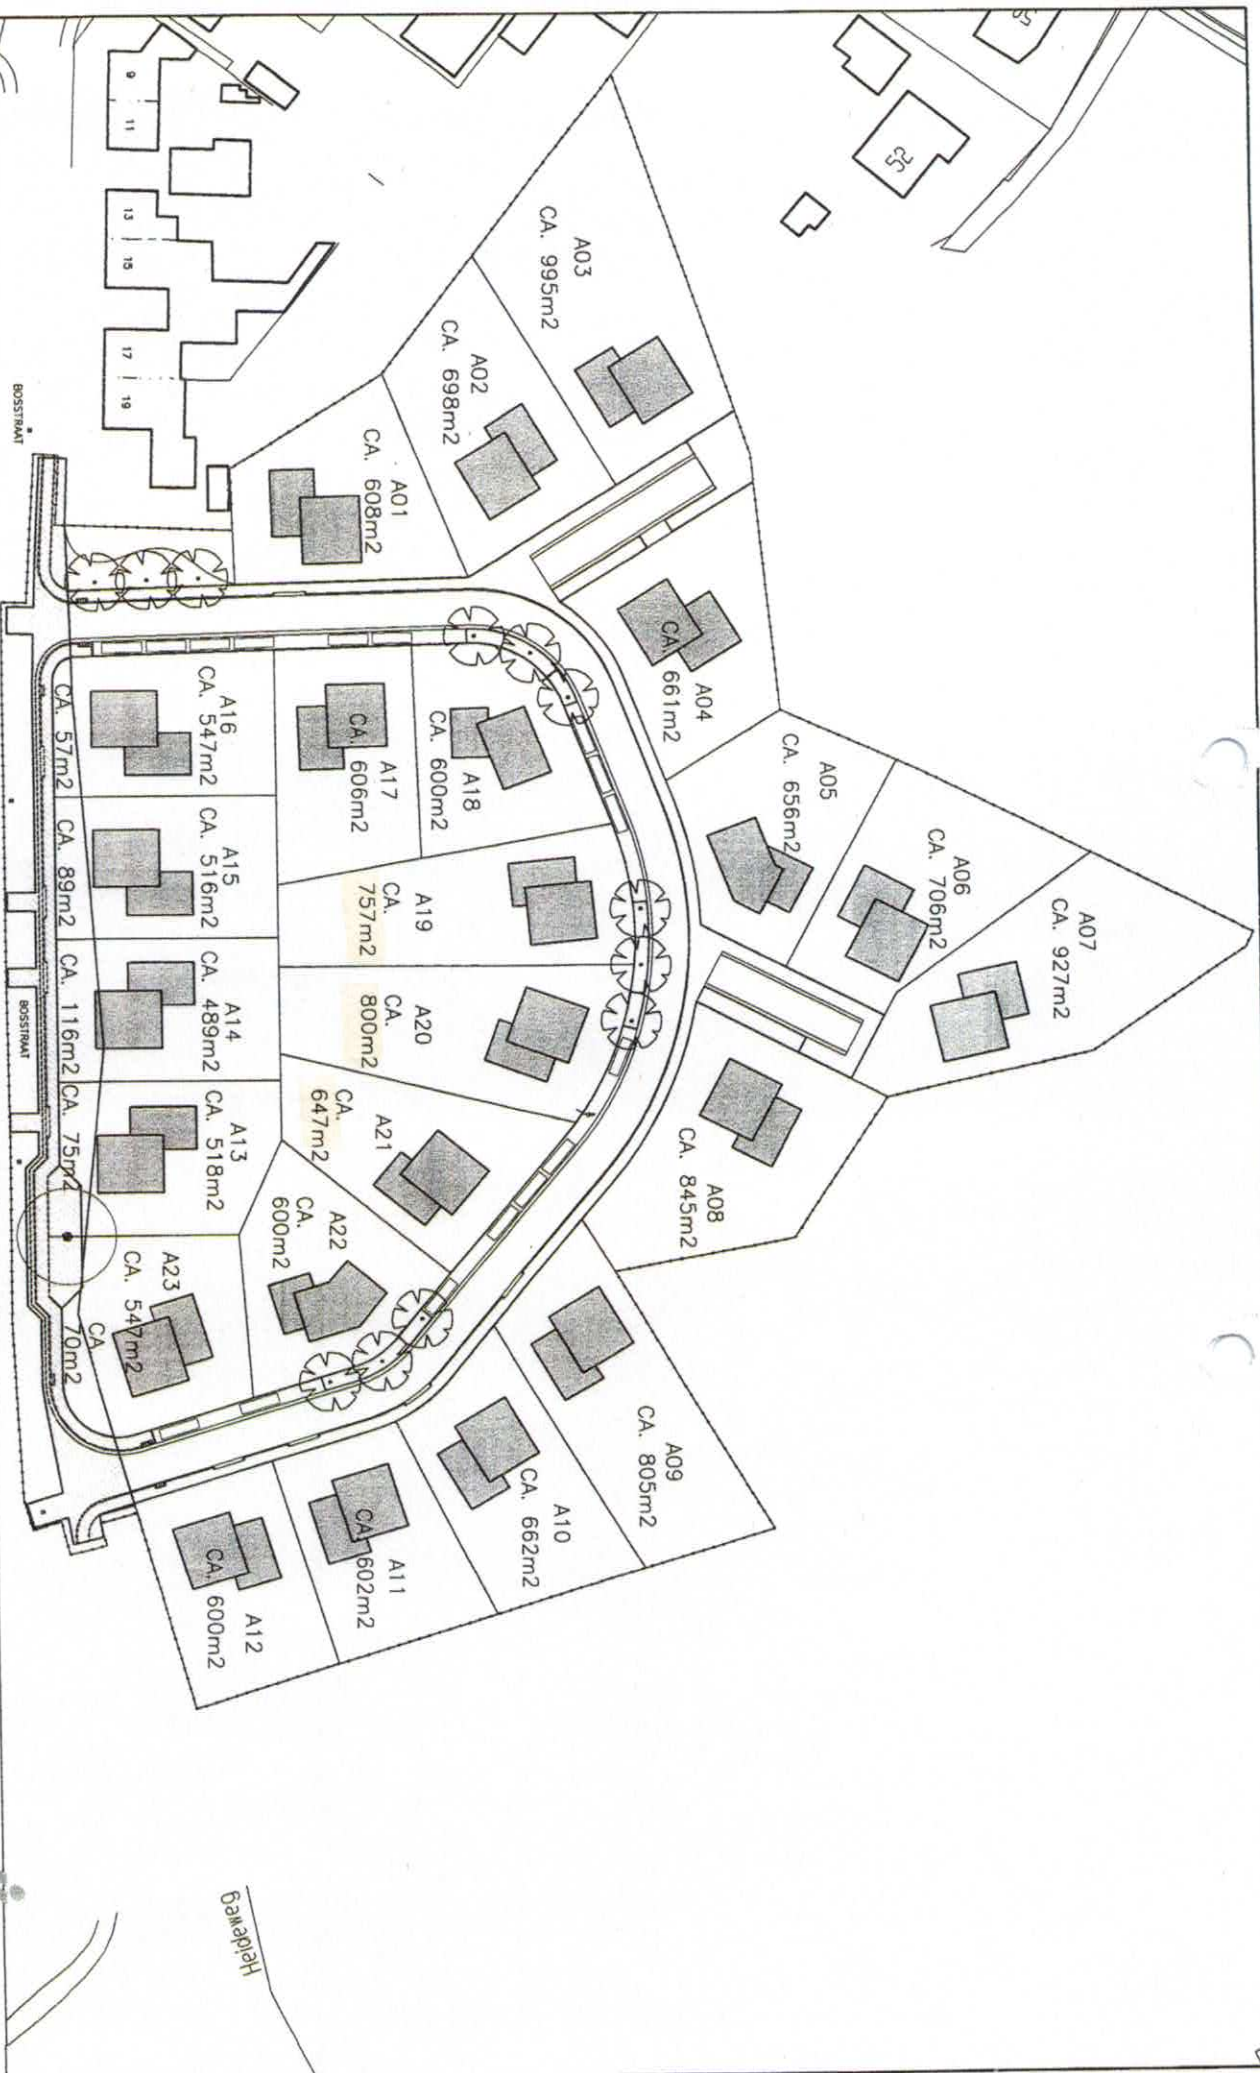 50
52
9
11
13
15
17
19
BOSSTRAAT
A03
CA. 995m2
A02
CA. 698m2
A01
CA. 608m2
A04
CA. 661m2
A05
CA. 656m2
A06
CA. 706m2
A07
CA. 927m2
A08
CA. 845m2
A09
CA. 805m2
A10
CA. 662m2
A11
CA. 602m2
A12
CA. 600m2
A16
CA. 547m2
CA. 57m2
A17
CA. 606m2
A18
CA. 600m2
A15
CA. 516m2
CA. 89m2
A19
CA.
757m2
A20
CA.
800m2
A14
CA. 489m2
CA. 116m2
A21
CA.
647m2
A13
CA. 518m2
CA. 75m2
A22
CA.
600m2
A23
CA. 547m2
CA.
70m2
BOSSTRAAT
Heideweg